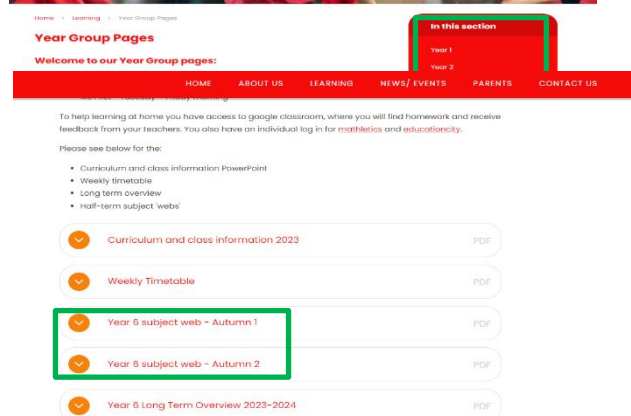 Home › Learning › Year Group Pages
Year Group Pages
Welcome to our Year Group pages:
In this section
Year 1
Year 2
HOME ABOUT US LEARNING NEWS/ EVENTS PARENTS CONTACT US
To help learning at home you have access to google classroom, where you will find homework and receive
feedback from your teachers. You also have an individual log in for mathletics and educationcity.
Please see below for the:
• Curriculum and class information PowerPoint
• Weekly timetable
• Long term overview
• Half-term subject 'webs'
Curriculum and class information 2023 PDF
Weekly Timetable PDF
Year 6 subject web - Autumn 1 PDF
Year 6 subject web - Autumn 2 PDF
Year 6 Long Term Overview 2023-2024 PDF